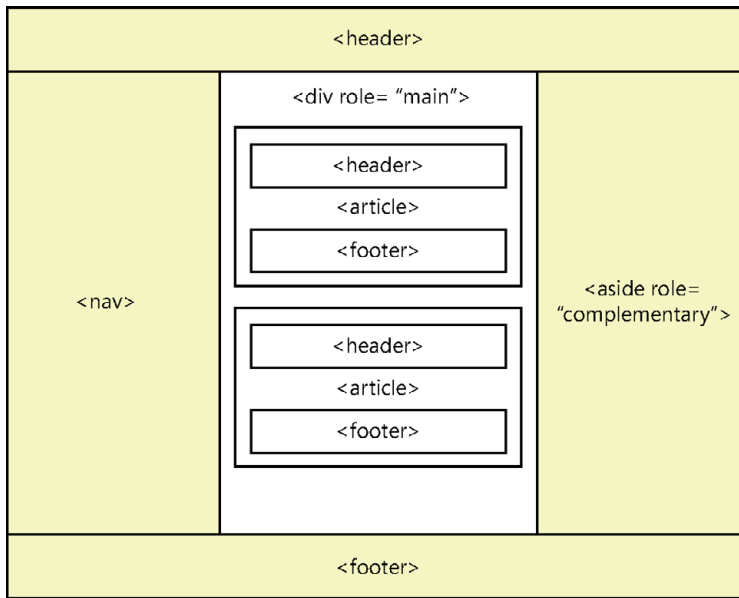 <header>
<nav>
<div role= “main”>
<header>
<article>
<footer>
<header>
<article>
<footer>
<aside role=
“complementary”>
<footer>